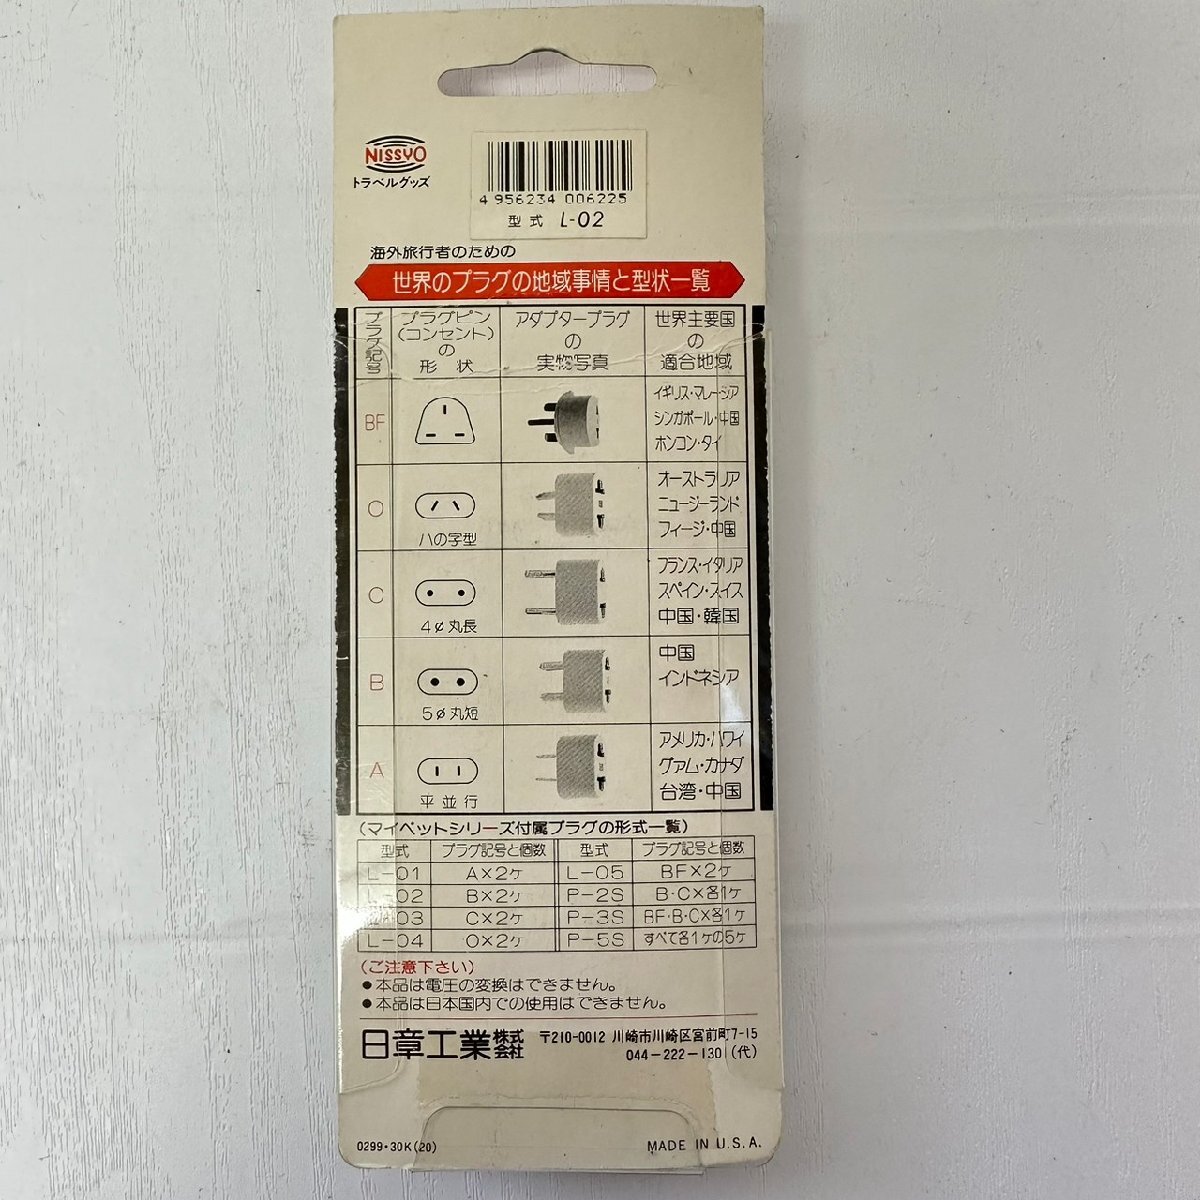 NISSYO
トラベルグッズ
4 956234 006225
型式 L-02
海外旅行者のための
世界のプラグの地域事情と型状一覧
プラグ記号
プラグピン
(コンセント)
の
形状
アダプタープラグ
の
実物写真
世界主要国
の
適合地域
BF
イギリス・マレーシア
シンガポール・中国
ホンコン・タイ
O
ハの字型
オーストラリア
ニュージーランド
フィージ・中国
C
4φ丸長
フランス・イタリア
スペイン・スイス
中国・韓国
B
5φ丸短
中国
インドネシア
A
平並行
アメリカ・ハワイ
グァム・カナダ
台湾・中国
(マイペットシリーズ付属プラグの形式一覧)
型式 プラグ記号と個数 型式 プラグ記号と個数
L-01 A×2ケ L-05 BF×2ケ
L-02 B×2ケ P-2S B・C×各1ケ
L-03 C×2ケ P-3S BF・B・C×各1ケ
L-04 O×2ケ P-5S すべて各1ケの5ケ
(ご注意下さい)
●本品は電圧の変換はできません。
●本品は日本国内での使用はできません。
日章工業株式会社
〒210-0012 川崎市川崎区宮前町7-15
044-222-1301(代)
0299・30K(20)
MADE IN U.S.A.